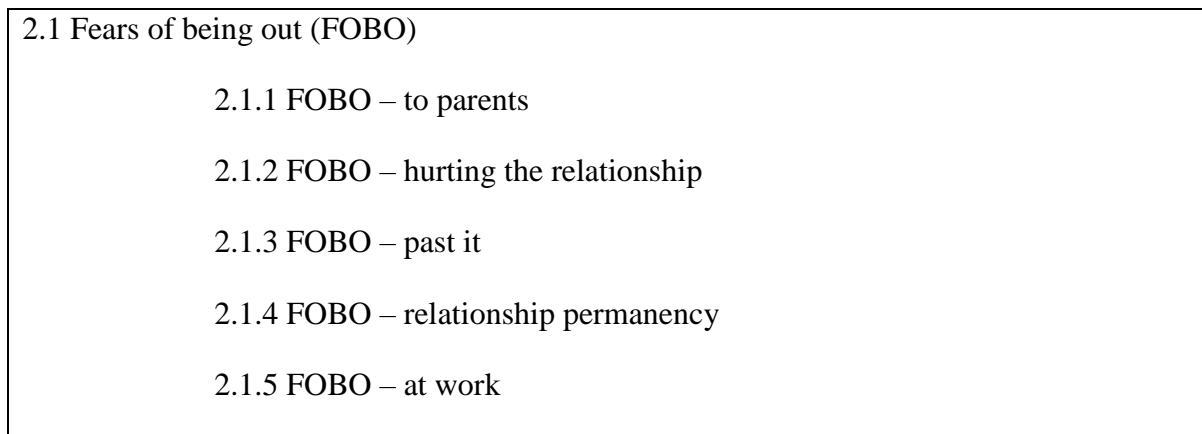 2.1 Fears of being out (FOBO)
2.1.1 FOBO – to parents
2.1.2 FOBO – hurting the relationship
2.1.3 FOBO – past it
2.1.4 FOBO – relationship permanency
2.1.5 FOBO – at work